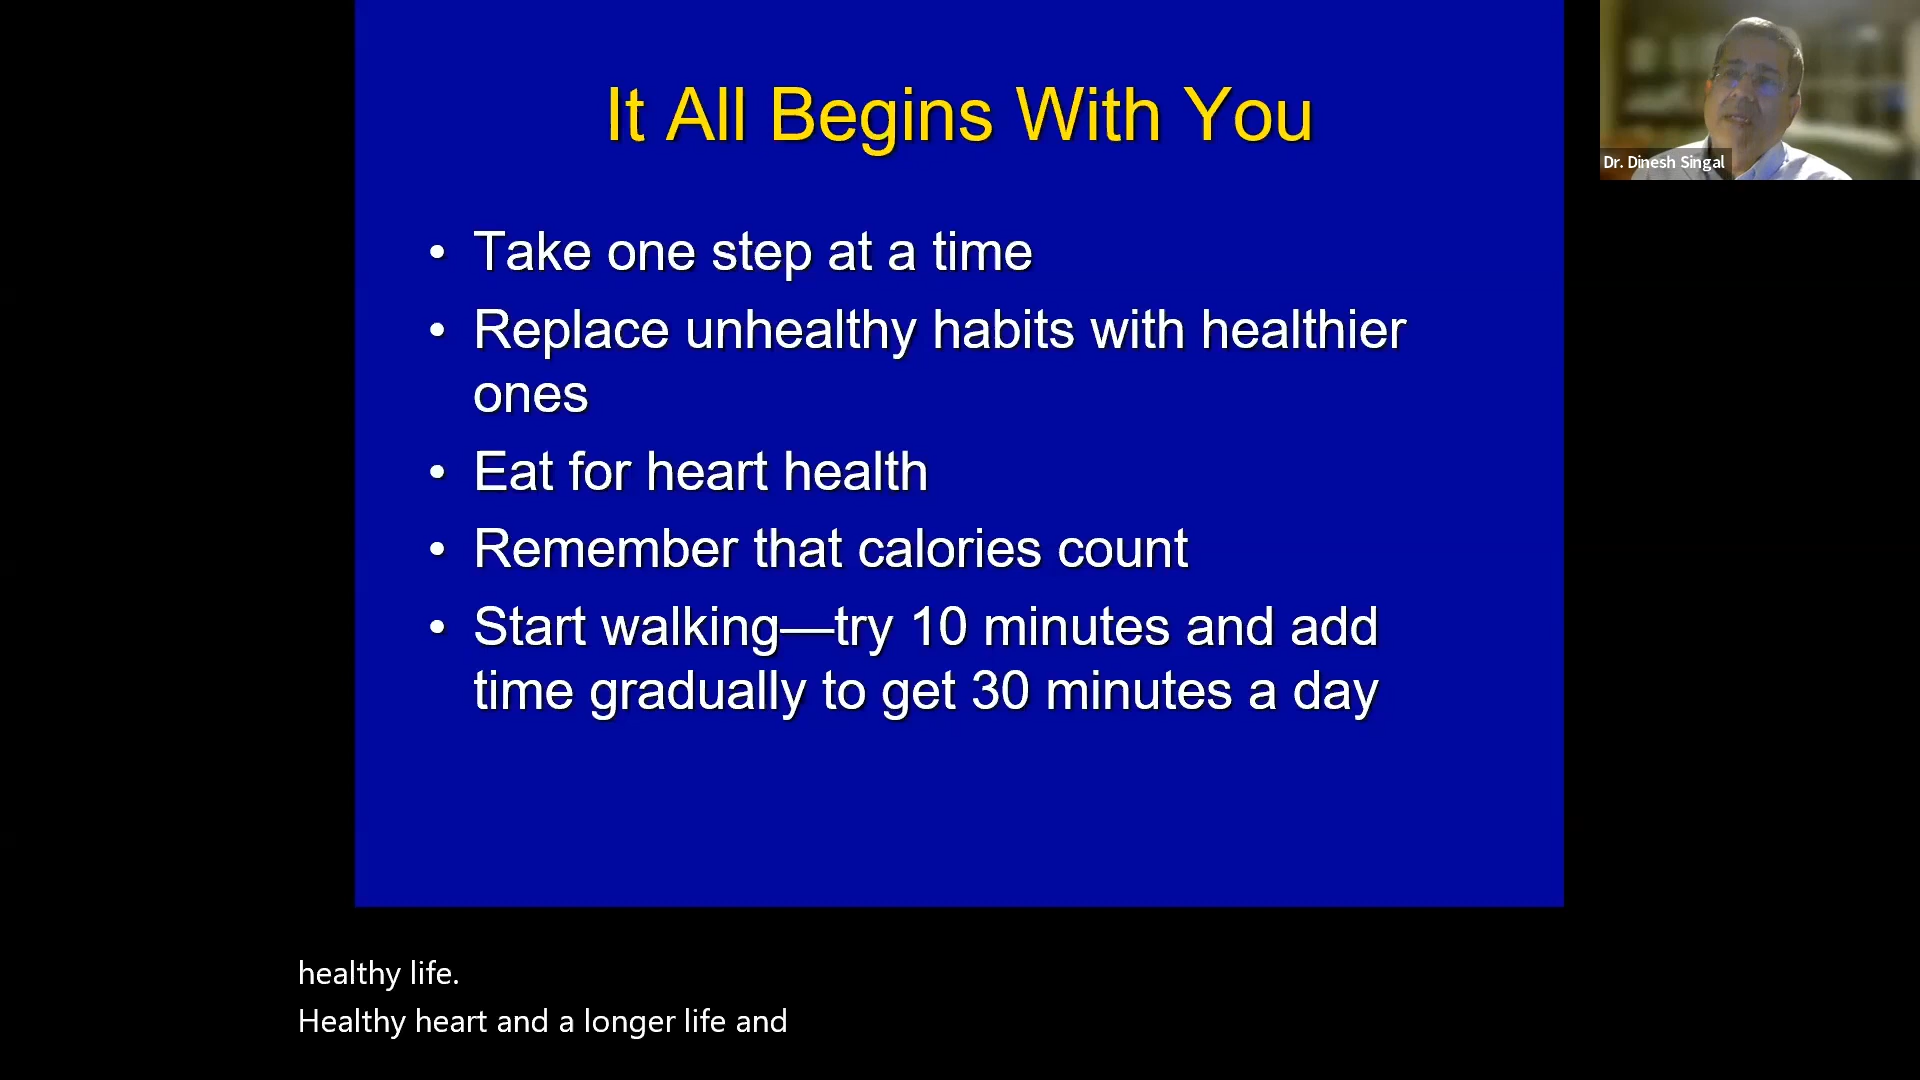 It All Begins With You
Dr. Dinesh Singal
• Take one step at a time
• Replace unhealthy habits with healthier
ones
• Eat for heart health
• Remember that calories count
• Start walking—try 10 minutes and add
time gradually to get 30 minutes a day
healthy life.
Healthy heart and a longer life and